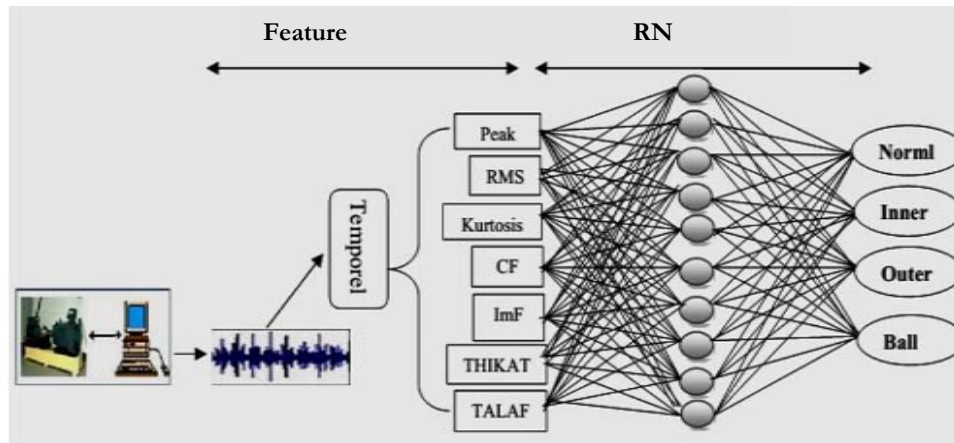 Feature
RN
Peak
RMS
Kurtosis
CF
ImF
THIKAT
TALAF
Temporel
Norml
Inner
Outer
Ball